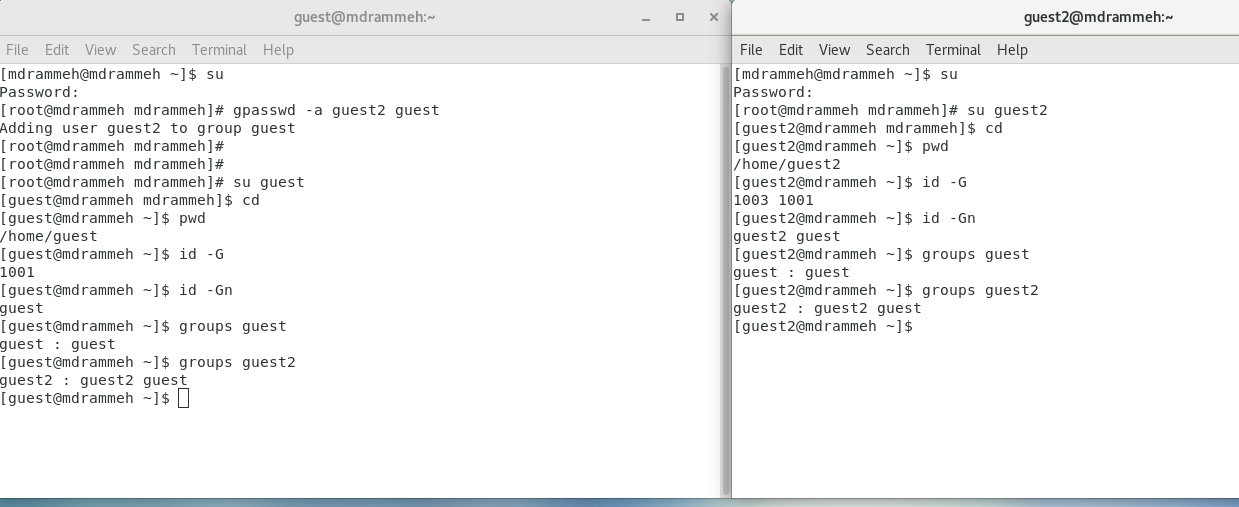 guest@mdrammeh:~
File Edit View Search Terminal Help
[mdrammeh@mdrammeh ~]$ su
Password:
[root@mdrammeh mdrammeh]# gpasswd -a guest2 guest
Adding user guest2 to group guest
[root@mdrammeh mdrammeh]#
[root@mdrammeh mdrammeh]#
[root@mdrammeh mdrammeh]# su guest
[guest@mdrammeh mdrammeh]$ cd
[guest@mdrammeh ~]$ pwd
/home/guest
[guest@mdrammeh ~]$ id -G
1001
[guest@mdrammeh ~]$ id -Gn
guest
[guest@mdrammeh ~]$ groups guest
guest : guest
[guest@mdrammeh ~]$ groups guest2
guest2 : guest2 guest
[guest@mdrammeh ~]$
guest2@mdrammeh:~
File Edit View Search Terminal Help
[mdrammeh@mdrammeh ~]$ su
Password:
[root@mdrammeh mdrammeh]# su guest2
[guest2@mdrammeh mdrammeh]$ cd
[guest2@mdrammeh ~]$ pwd
/home/guest2
[guest2@mdrammeh ~]$ id -G
1003 1001
[guest2@mdrammeh ~]$ id -Gn
guest2 guest
[guest2@mdrammeh ~]$ groups guest
guest : guest
[guest2@mdrammeh ~]$ groups guest2
guest2 : guest2 guest
[guest2@mdrammeh ~]$